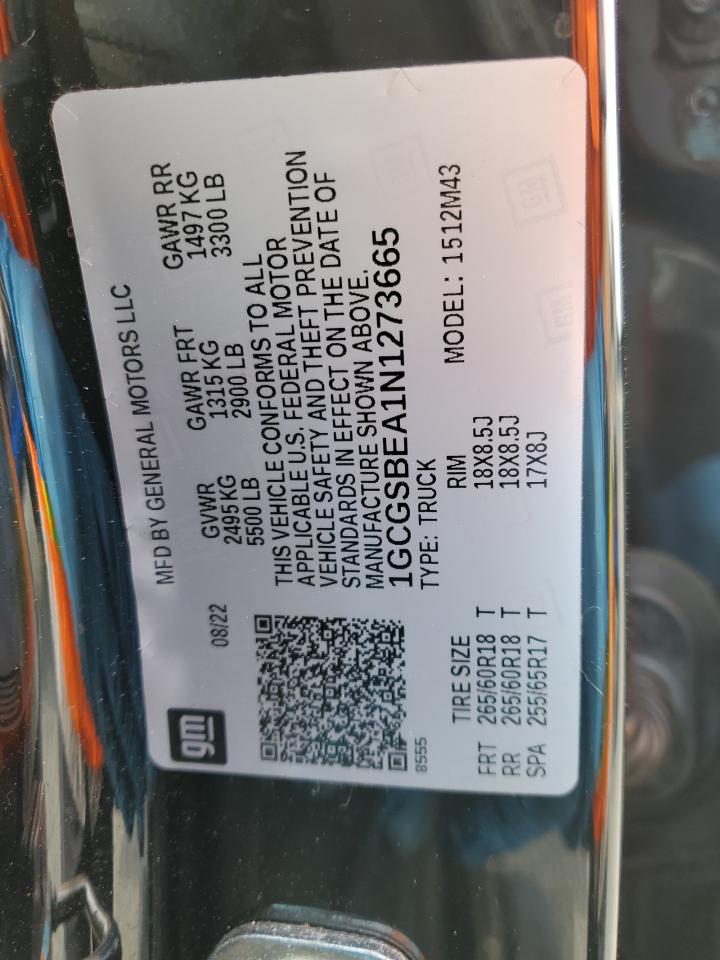 gm
08/22
MFD BY GENERAL MOTORS LLC
GVWR GAWR FRT GAWR RR
2495 KG 1315 KG 1497 KG
5500 LB 2900 LB 3300 LB
THIS VEHICLE CONFORMS TO ALL
APPLICABLE U.S. FEDERAL MOTOR
VEHICLE SAFETY AND THEFT PREVENTION
STANDARDS IN EFFECT ON THE DATE OF
MANUFACTURE SHOWN ABOVE.
1GCGSBEA1N1273665
8555
TYPE: TRUCK
MODEL: 1512M43
TIRE SIZE RIM
FRT 265/60R18 T 18X8.5J
RR 265/60R18 T 18X8.5J
SPA 255/65R17 T 17X8J
GM
GM